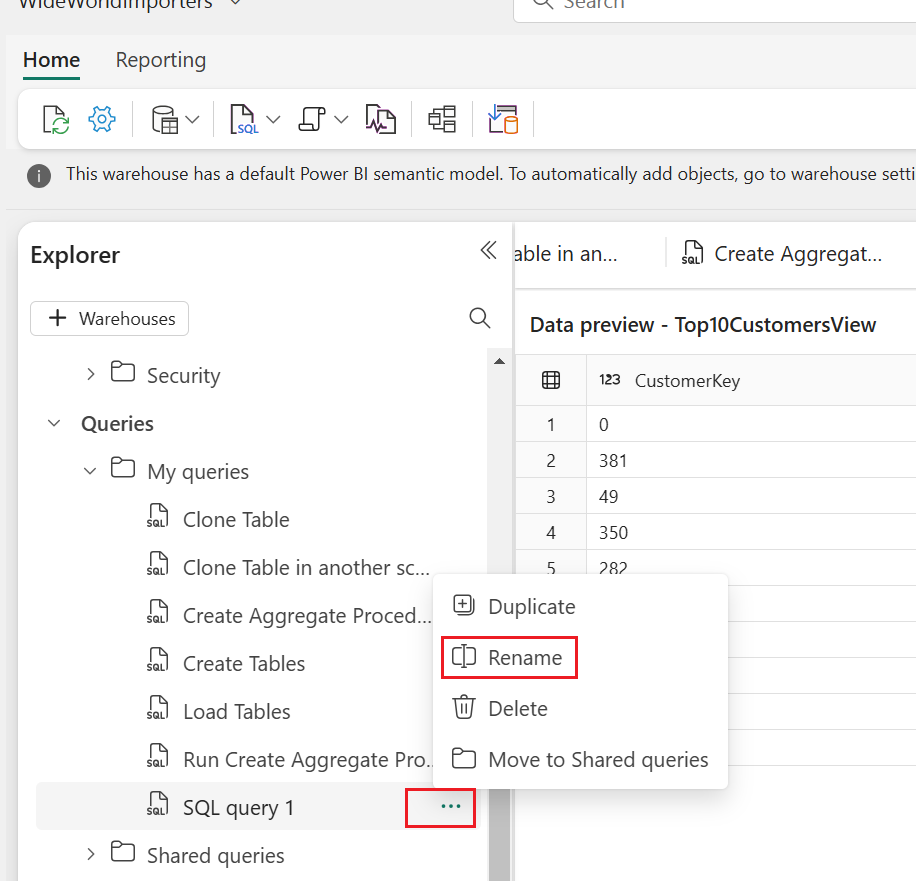 WideWorldImporters
Search
Home
Reporting
SQL
This warehouse has a default Power BI semantic model. To automatically add objects, go to warehouse setti
Explorer
Warehouses
Security
Queries
My queries
SQL Clone Table
SQL Clone Table in another sc...
SQL Create Aggregate Proced...
SQL Create Tables
SQL Load Tables
SQL Run Create Aggregate Pro...
SQL SQL query 1
Shared queries
able in an...
SQL Create Aggregat...
Data preview - Top10CustomersView
123 CustomerKey
1 0
2 381
3 49
4 350
5 282
Duplicate
Rename
Delete
Move to Shared queries